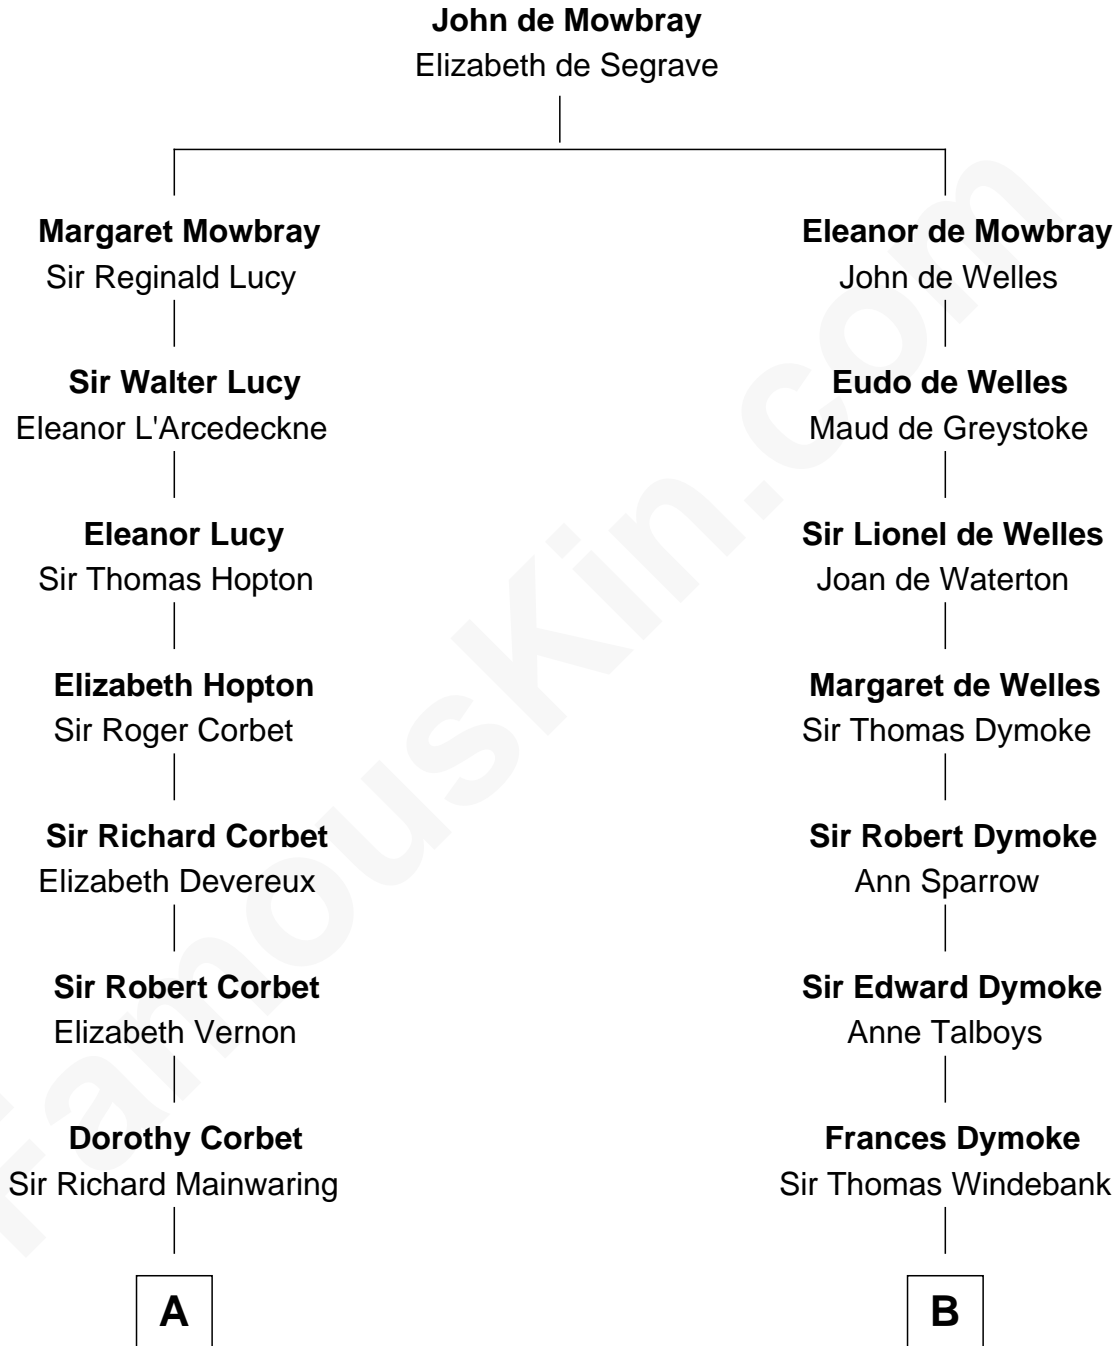 John de Mowbray
Elizabeth de Segrave
Margaret Mowbray
Sir Reginald Lucy
Eleanor de Mowbray
John de Welles
Sir Walter Lucy
Eleanor L'Arcedeckne
Eudo de Welles
Maud de Greystoke
Eleanor Lucy
Sir Thomas Hopton
Sir Lionel de Welles
Joan de Waterton
Elizabeth Hopton
Sir Roger Corbet
Margaret de Welles
Sir Thomas Dymoke
Sir Richard Corbet
Elizabeth Devereux
Sir Robert Dymoke
Ann Sparrow
Sir Robert Corbet
Elizabeth Vernon
Sir Edward Dymoke
Anne Talboys
Dorothy Corbet
Sir Richard Mainwaring
Frances Dymoke
Sir Thomas Windebank
A
B
FamousKin.com